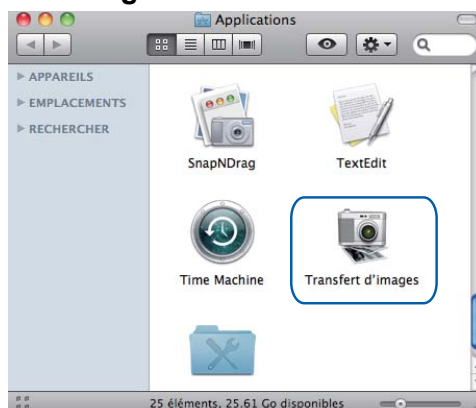 Applications
APPAREILS
EMPLACEMENTS
RECHERCHER
SnapNDrag
TextEdit
Time Machine
Transfert d'images
25 éléments, 25.61 Go disponibles